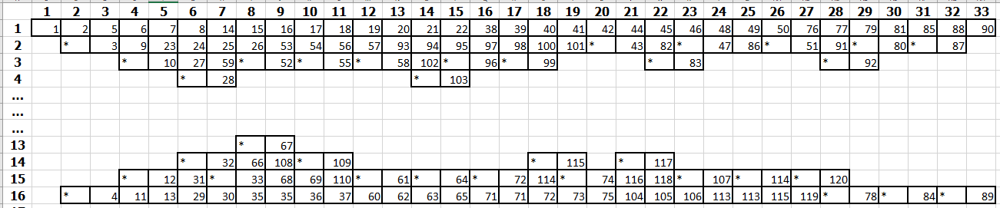 1 2 3 4 5 6 7 8 9 10 11 12 13 14 15 16 17 18 19 20 21 22 23 24 25 26 27 28 29 30 31 32 33
1 1 2 5 6 7 8 14 15 16 17 18 19 20 21 22 38 39 40 41 42 44 45 46 48 49 50 76 77 79 81 85 88 90
2 * 3 9 23 24 25 26 53 54 56 57 93 94 95 97 98 100 101 * 43 82 * 47 86 * 51 91 * 80 * 87
3 * 10 27 59 * 52 * 55 * 58 102 * 96 * 99 * 83 * 92
4 * 28 * 103
...
...
...
13 * 67
14 * 32 66 108 * 109 * 115 * 117
15 * 12 31 * 33 68 69 110 * 61 * 64 * 72 114 * 74 116 118 * 107 * 114 * 120
16 * 4 11 13 29 30 35 35 36 37 60 62 63 65 71 71 72 73 75 104 105 106 113 113 115 119 * 78 * 84 * 89